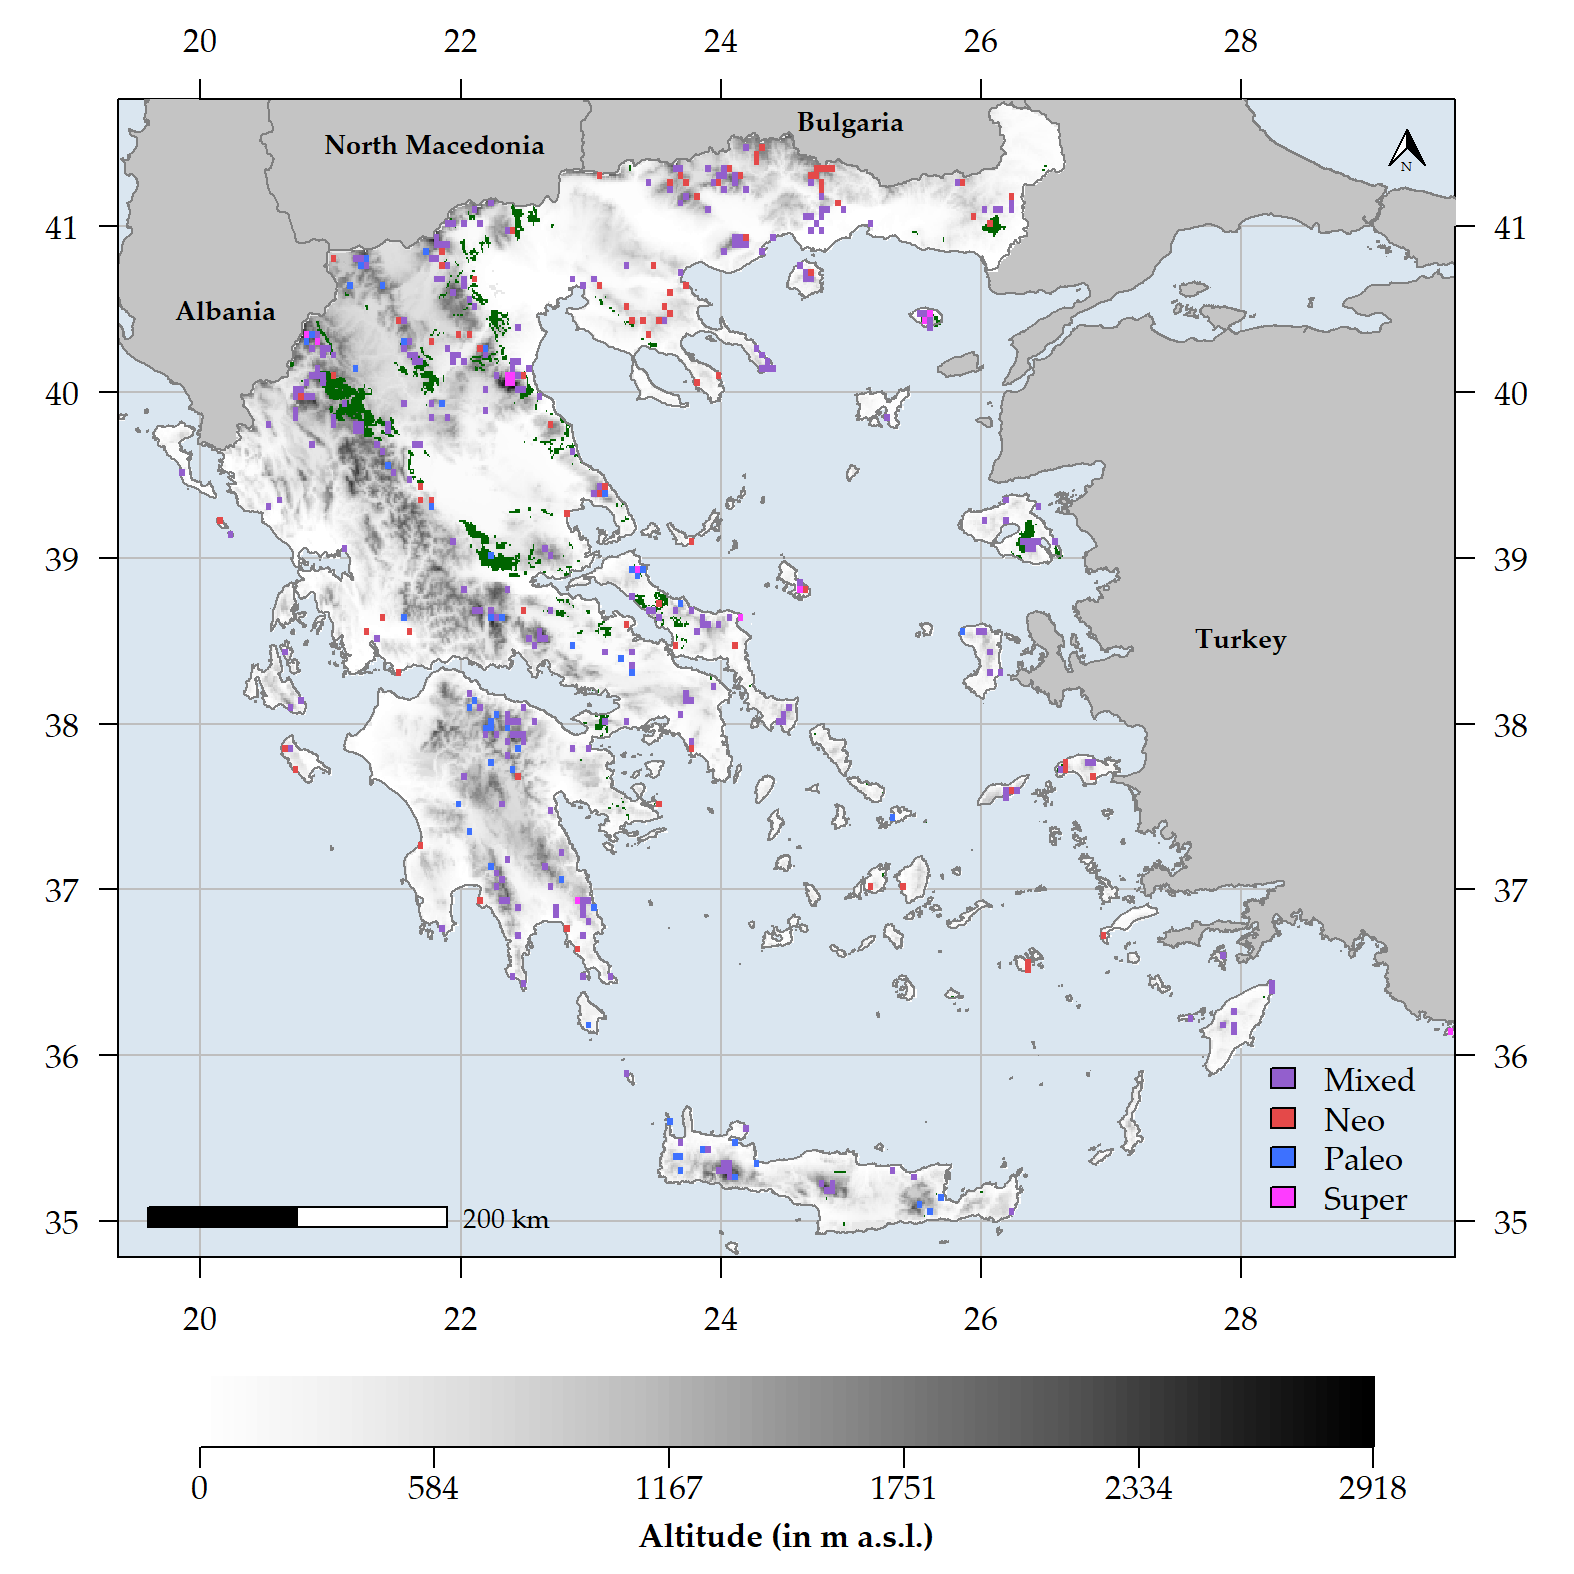 20 22 24 26 28
Bulgaria
North Macedonia
N
41 41
Albania
40 40
39 39
Turkey
38 38
37 37
36 36
Mixed
Neo
Paleo
Super
200 km
35 35
20 22 24 26 28
0 584 1167 1751 2334 2918
Altitude (in m a.s.l.)